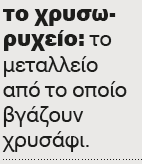 το χρυσω-
ρυχείο: το
μεταλλείο
από το οποίο
βγάζουν
χρυσάφι.